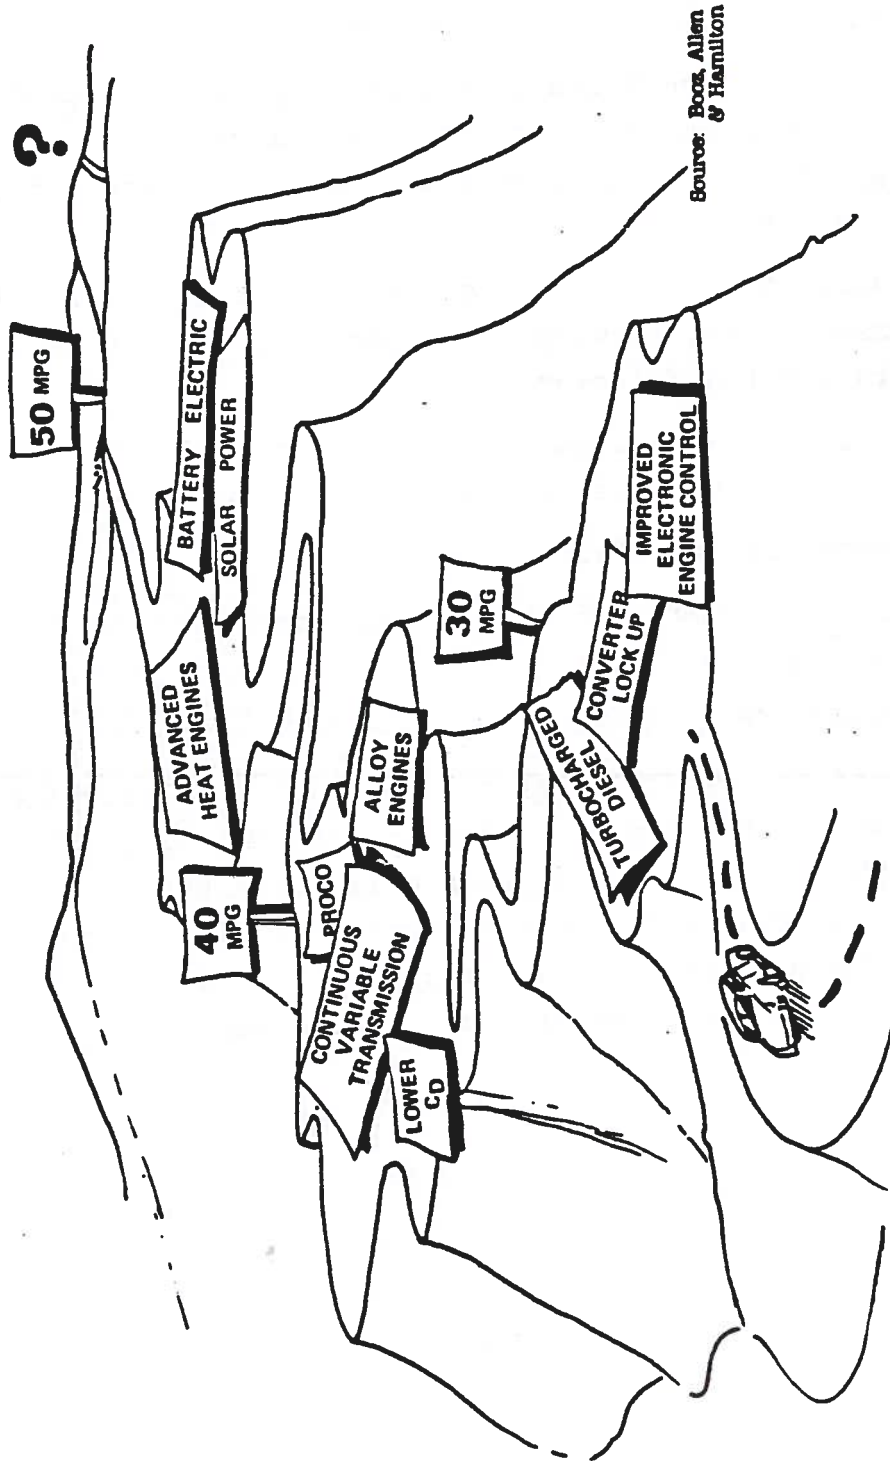 ?
50 MPG
BATTERY ELECTRIC
SOLAR POWER
ADVANCED
HEAT ENGINES
40
MPG
PROCO
ALLOY
ENGINES
CONTINUOUS
VARIABLE
TRANSMISSION
LOWER
CD
30
MPG
TURBOCHARGED
DIESEL
CONVERTER
LOCK UP
IMPROVED
ELECTRONIC
ENGINE CONTROL
Source: Booz, Allen
& Hamilton